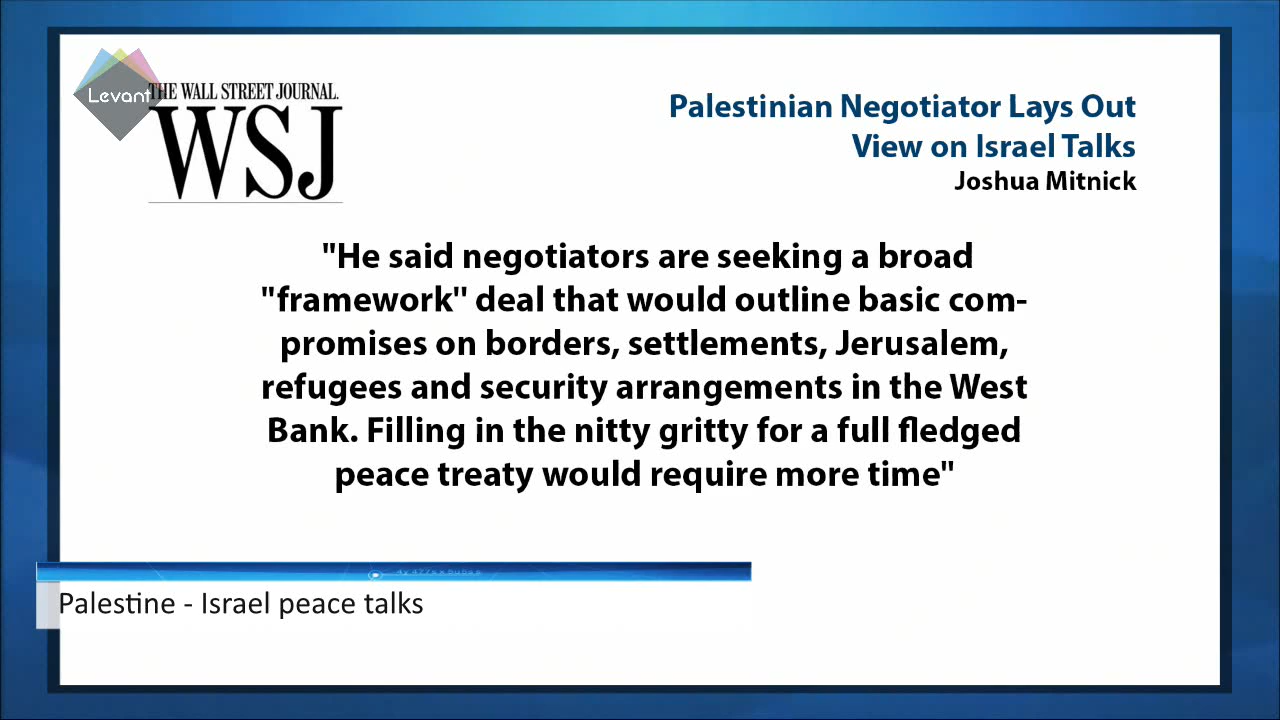 Levant
THE WALL STREET JOURNAL.
WSJ
Palestinian Negotiator Lays Out
View on Israel Talks
Joshua Mitnick
"He said negotiators are seeking a broad
"framework" deal that would outline basic com-
promises on borders, settlements, Jerusalem,
refugees and security arrangements in the West
Bank. Filling in the nitty gritty for a full fledged
peace treaty would require more time"
Palestine - Israel peace talks